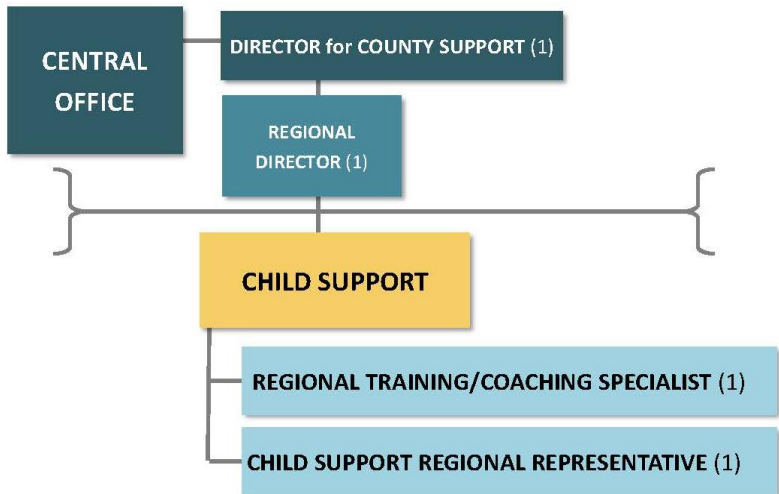 CENTRAL
OFFICE
DIRECTOR for COUNTY SUPPORT (1)
REGIONAL
DIRECTOR (1)
CHILD SUPPORT
REGIONAL TRAINING/COACHING SPECIALIST (1)
CHILD SUPPORT REGIONAL REPRESENTATIVE (1)